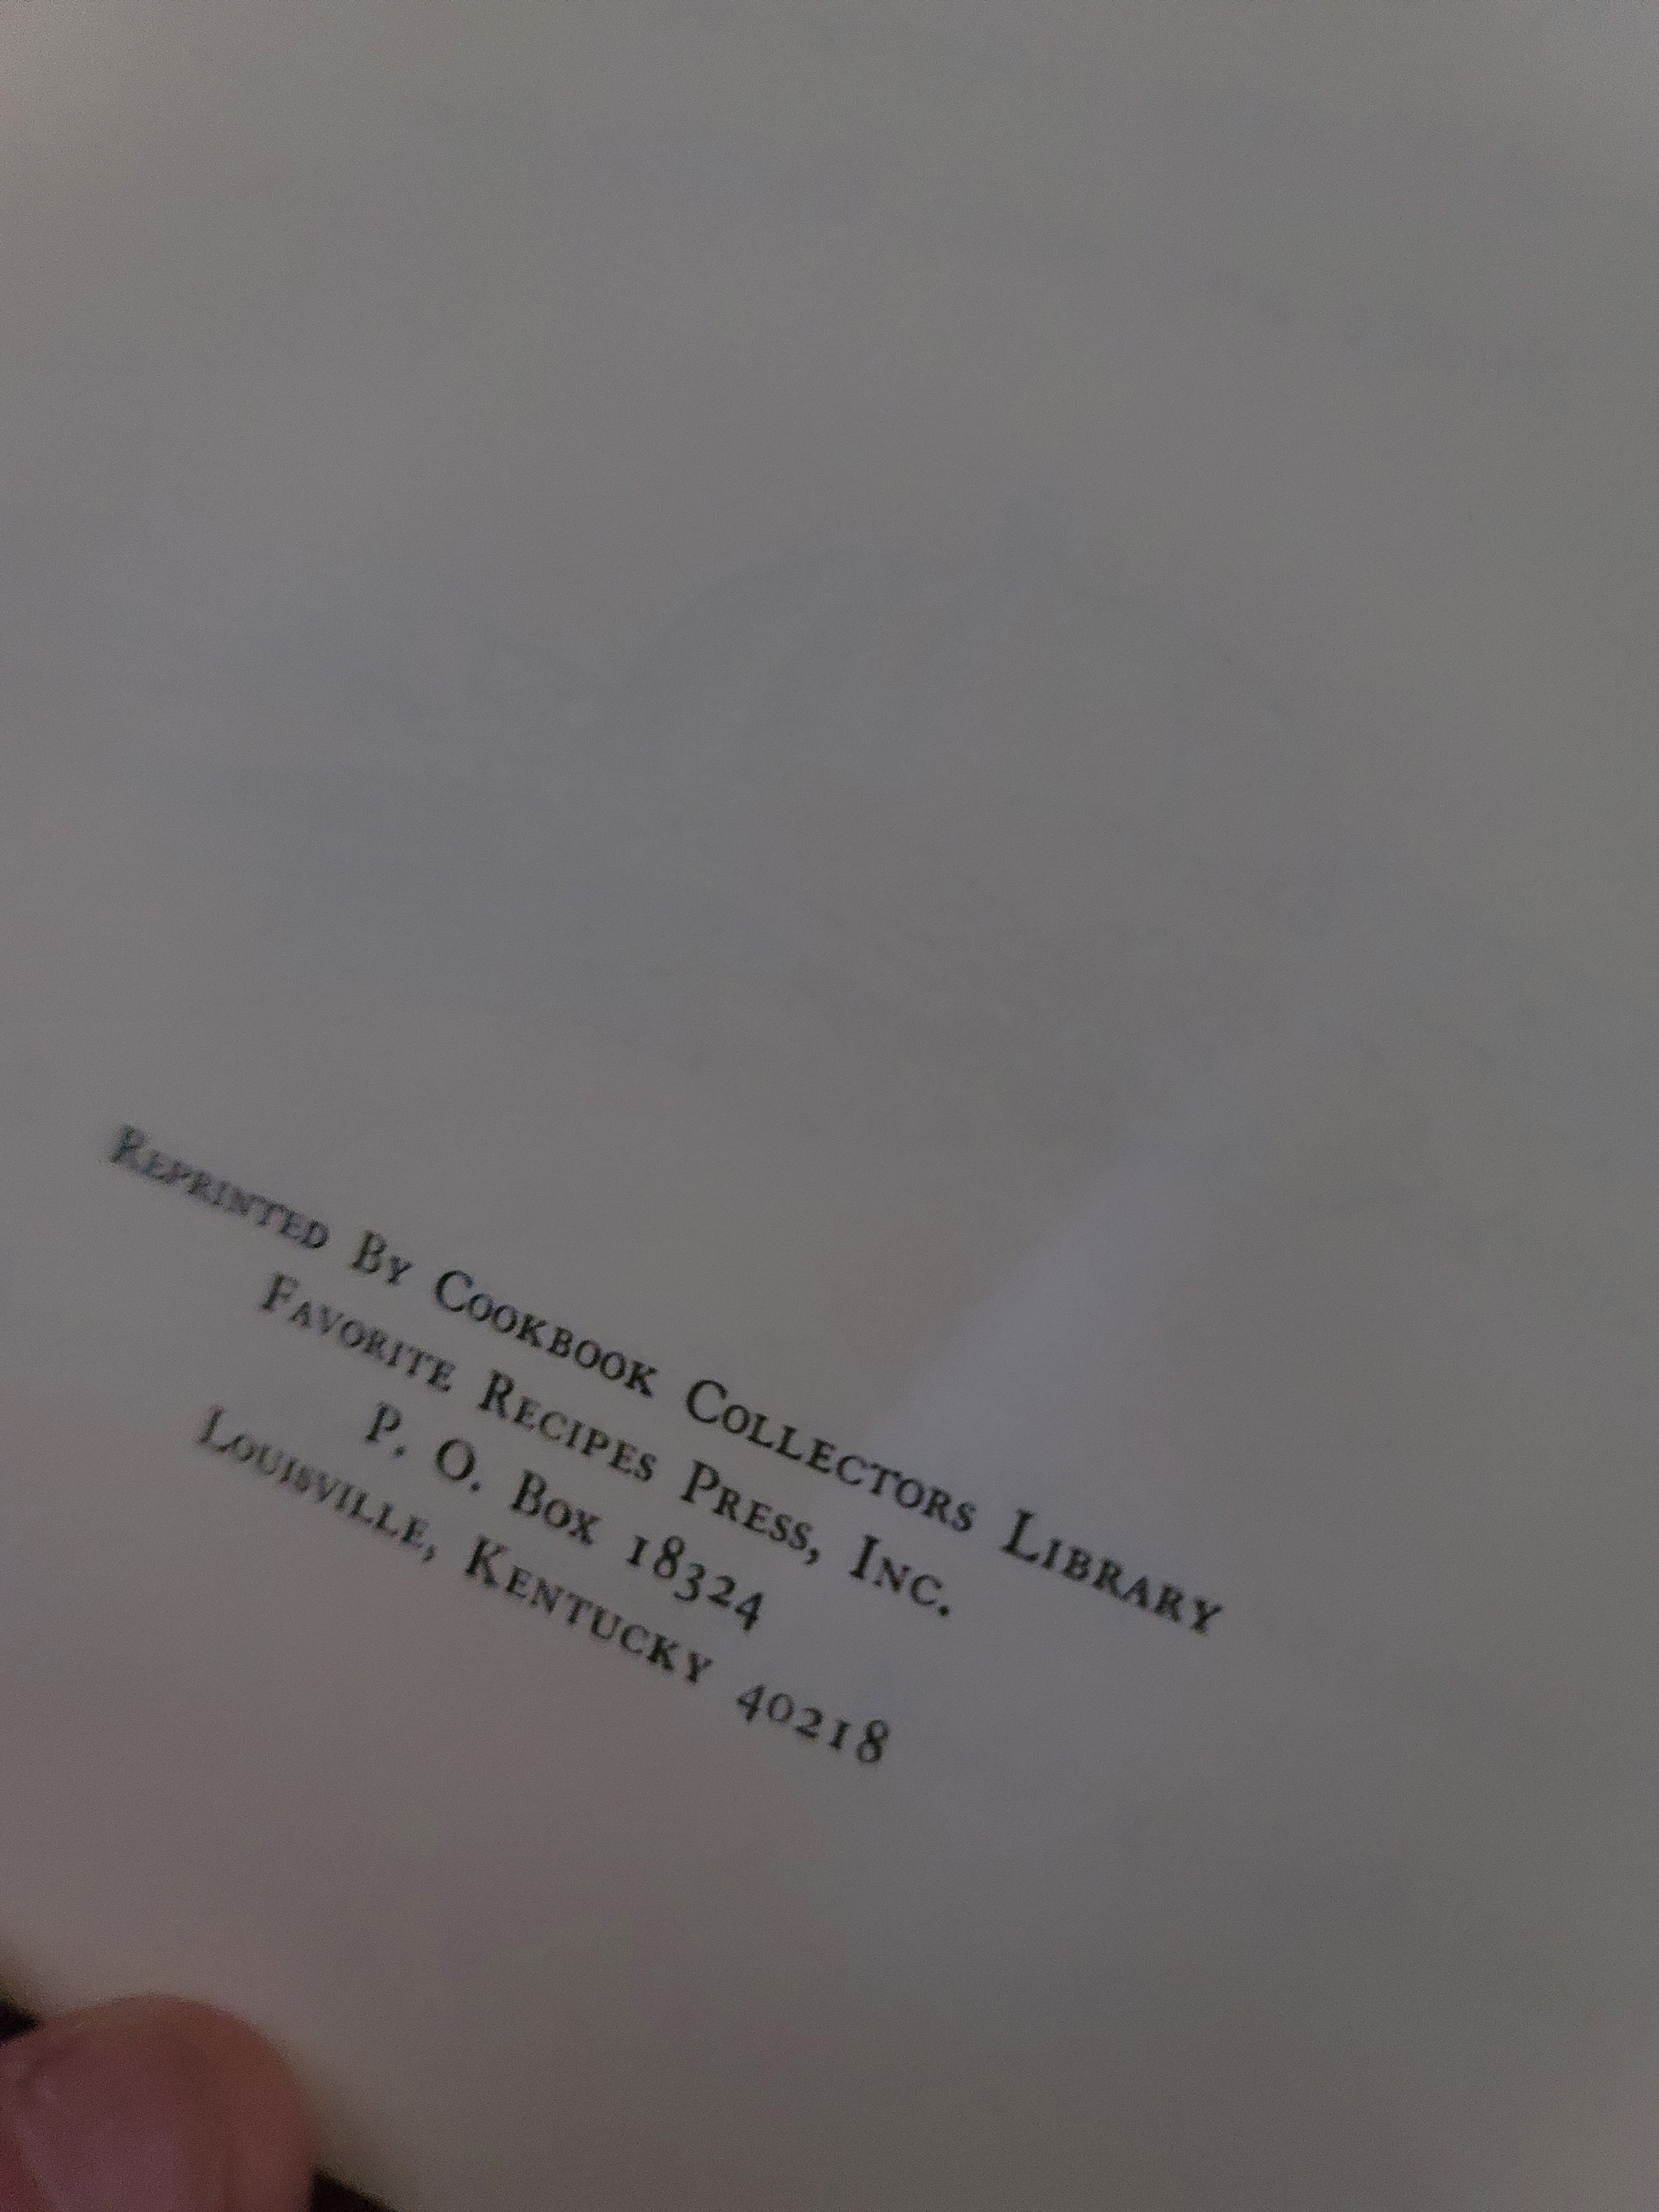 Reprinted By Cookbook Collectors Library
Favorite Recipes Press, Inc.
P. O. Box 18324
Louisville, Kentucky 40218